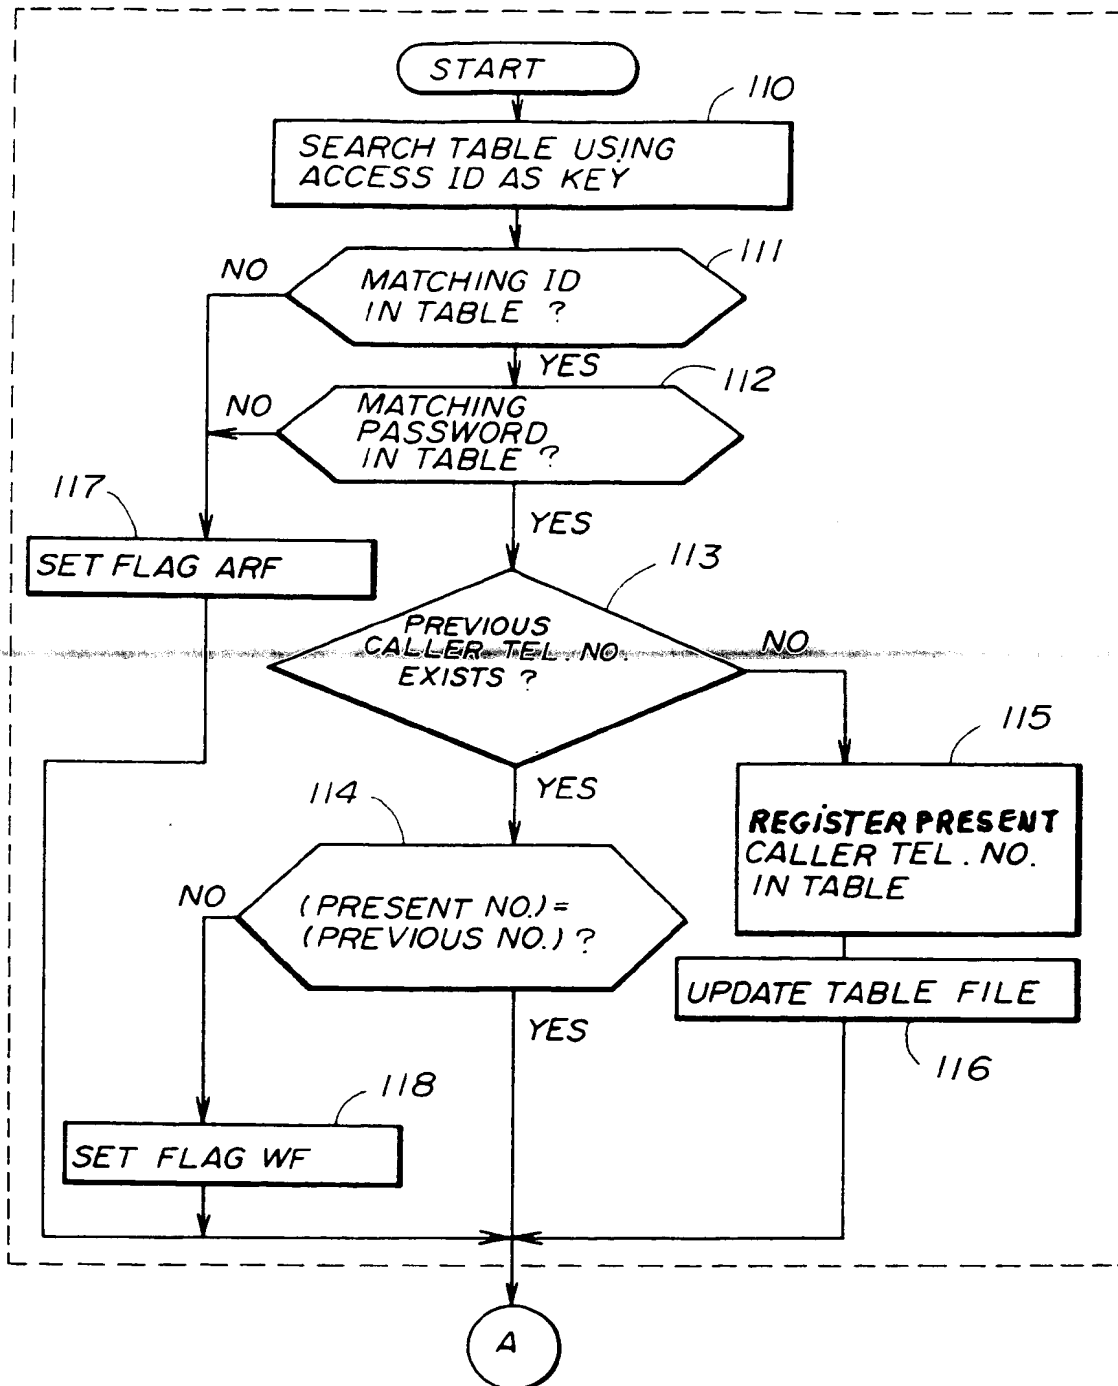 START
110
SEARCH TABLE USING
ACCESS ID AS KEY
111
NO
MATCHING ID
IN TABLE ?
YES
112
NO
MATCHING
PASSWORD
IN TABLE ?
117
YES
SET FLAG ARF
113
PREVIOUS
CALLER TEL. NO.
EXISTS ?
NO
115
YES
114
REGISTER PRESENT
CALLER TEL. NO.
IN TABLE
NO
(PRESENT NO.) =
(PREVIOUS NO.) ?
UPDATE TABLE FILE
YES
116
118
SET FLAG WF
A